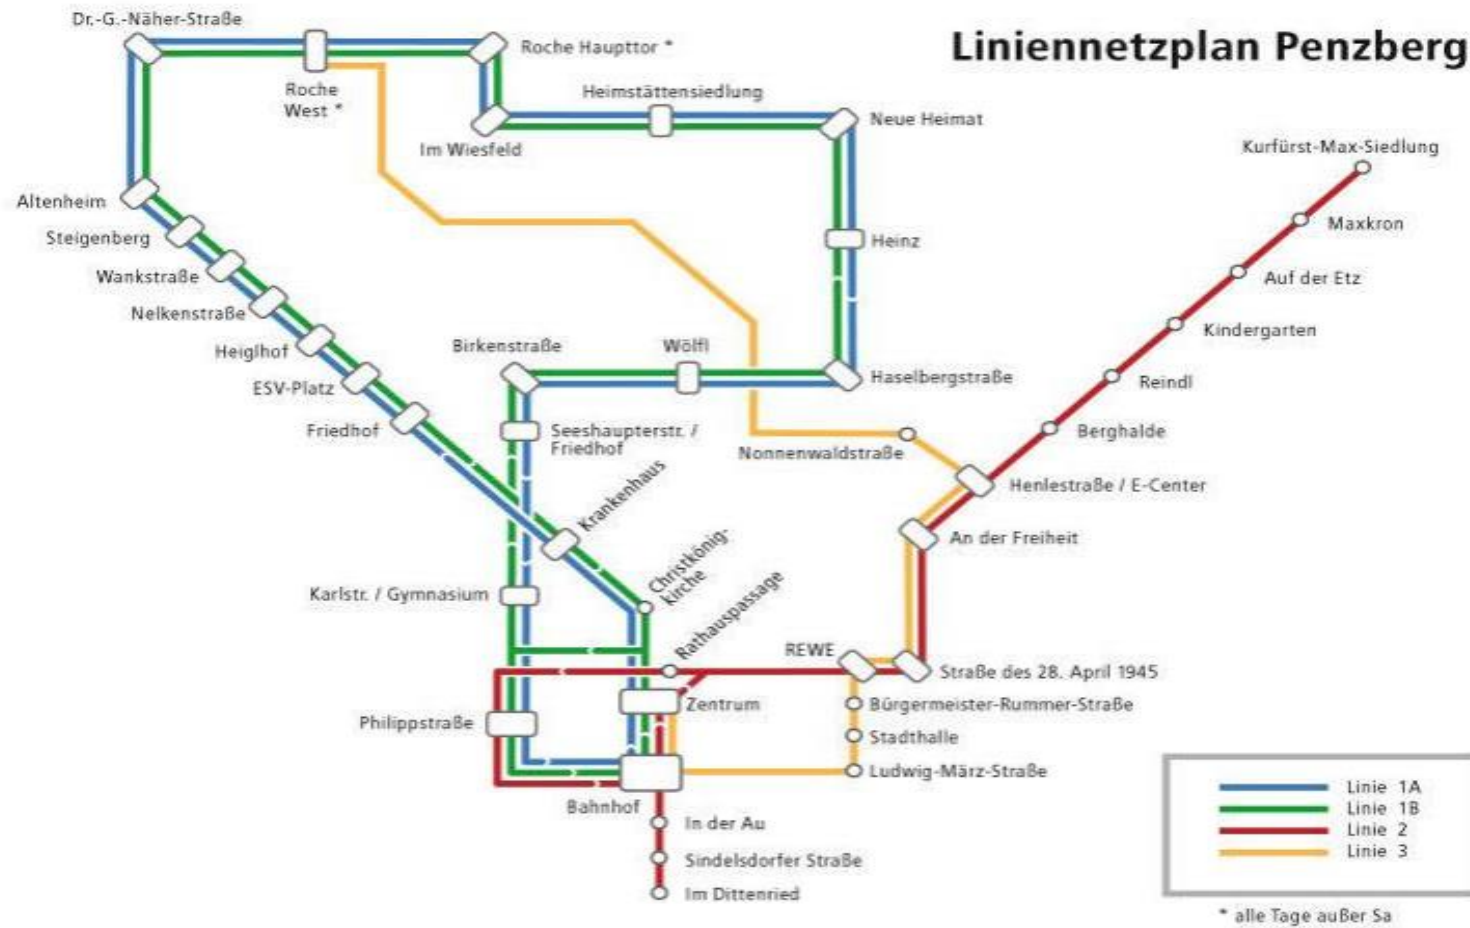 Liniennetzplan Penzberg
Dr.-G.-Näher-Straße
Roche Haupttor *
Roche
West *
Heimstättensiedlung
Neue Heimat
Im Wiesfeld
Kurfürst-Max-Siedlung
Altenheim
Maxkron
Steigenberg
Heinz
Wankstraße
Auf der Etz
Nelkenstraße
Kindergarten
Heiglhof
Birkenstraße
Wölfl
ESV-Platz
Haselbergstraße
Reindl
Friedhof
Seeshaupterstr. /
Friedhof
Berghalde
Nonnenwaldstraße
Krankenhaus
Henlestraße / E-Center
An der Freiheit
Christkönig-
kirche
Karlstr. / Gymnasium
Rathauspassage
REWE
Straße des 28. April 1945
Zentrum
Bürgermeister-Rummer-Straße
Philippstraße
Stadthalle
Ludwig-März-Straße
Bahnhof
In der Au
Sindelsdorfer Straße
Im Dittenried
Linie 1A
Linie 1B
Linie 2
Linie 3
* alle Tage außer Sa